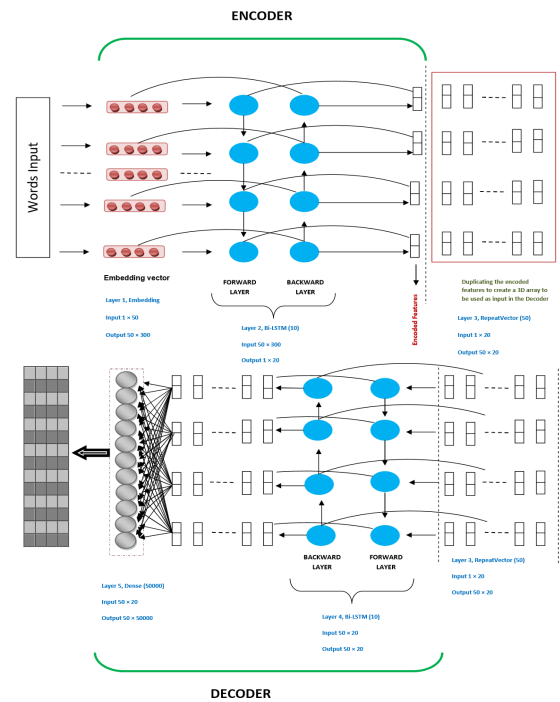 ENCODER
Words Input
Embedding vector
Layer 1, Embedding
Input 1 × 50
Output 50 × 300
FORWARD
LAYER
BACKWARD
LAYER
Layer 2, Bi-LSTM (10)
Input 50 × 300
Output 1 × 20
Encoded Features
Duplicating the encoded
features to create a 3D array to
be used as input in the Decoder
Layer 3, RepeatVector (50)
Input 1 × 20
Output 50 × 20
BACKWARD
LAYER
FORWARD
LAYER
Layer 3, RepeatVector (50)
Input 1 × 20
Output 50 × 20
Layer 5, Dense (50000)
Input 50 × 20
Output 50 × 50000
Layer 4, Bi-LSTM (10)
Input 50 × 20
Output 50 × 20
DECODER